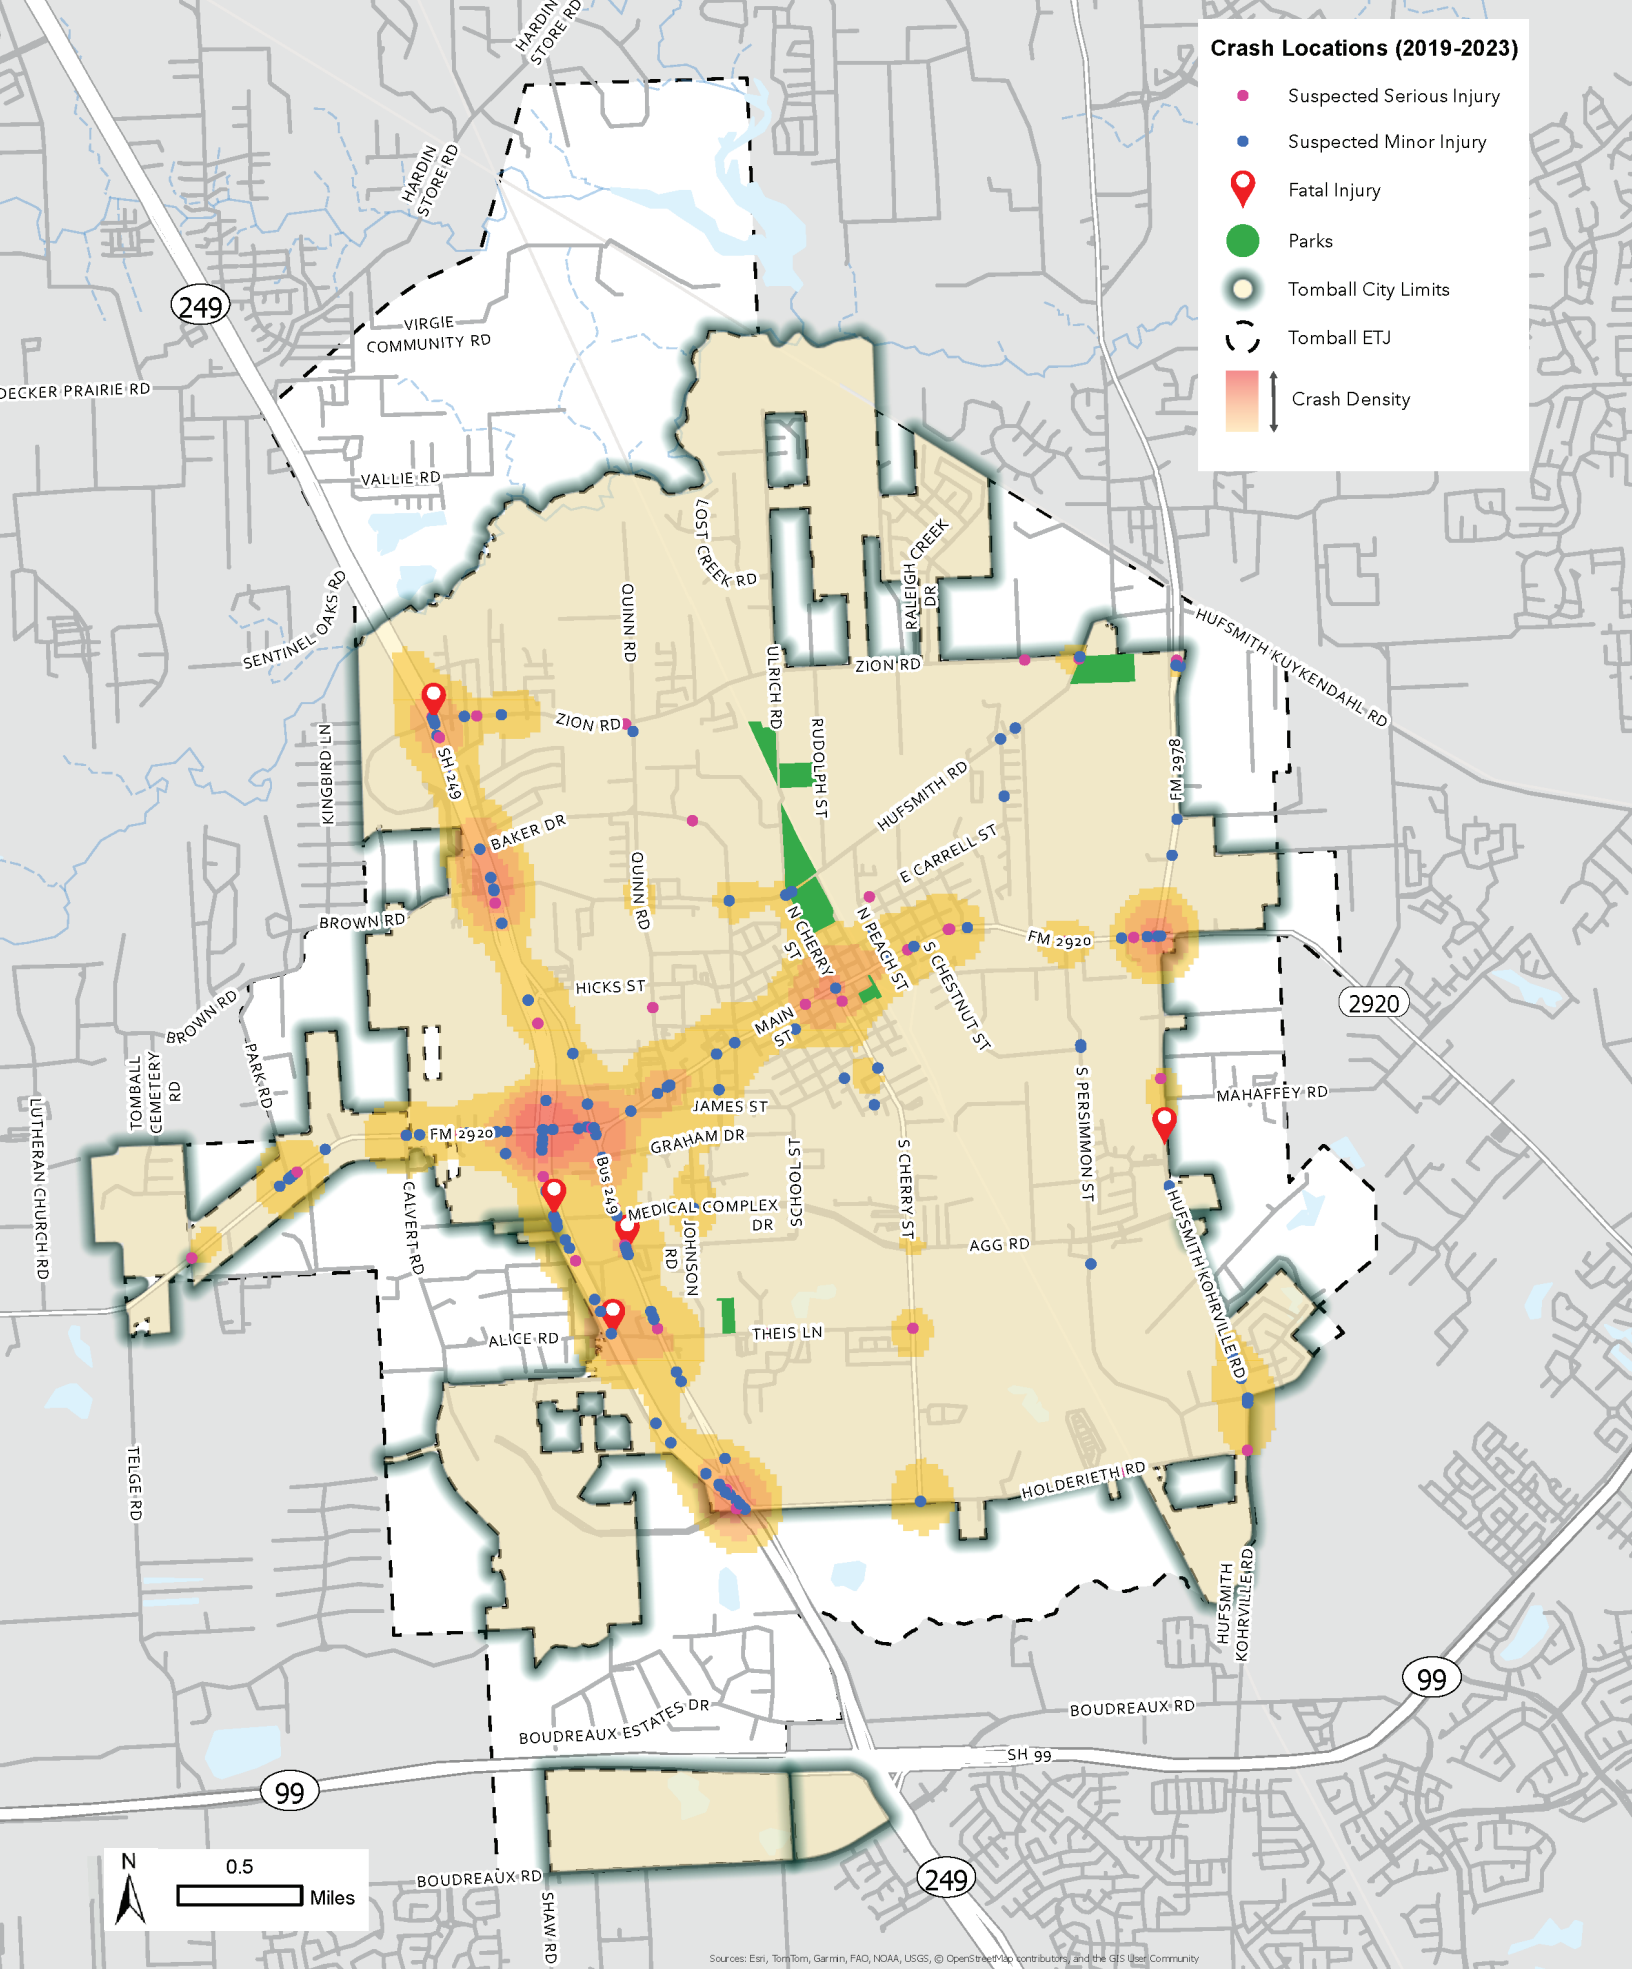 Crash Locations (2019-2023)
Suspected Serious Injury
Suspected Minor Injury
Fatal Injury
Parks
Tomball City Limits
Tomball ETJ
Crash Density
HARDIN
STORE RD
HARDIN
STORE RD
249
VIRGIE
COMMUNITY RD
DECKER PRAIRIE RD
VALLIE RD
LOST CREEK RD
RALEIGH CREEK
DR
SENTINEL OAKS RD
QUINN RD
ULRICH RD
ZION RD
HUFSMITH KUYKENDAHL RD
ZION RD
RUDOLPH ST
KINGBIRD LN
SH 249
FM 2978
HUFSMITH RD
BAKER DR
E CARRELL ST
QUINN RD
BROWN RD
N CHERRY
ST
N PEACH ST
FM 2920
S CHESTNUT ST
HICKS ST
2920
BROWN RD
MAIN
ST
PARK RD
TOMBALL
CEMETERY
RD
LUTHERAN CHURCH RD
S PERSIMMON ST
MAHAFFEY RD
JAMES ST
FM 2920
GRAHAM DR
SCHOOL ST
S CHERRY ST
CALVERT RD
BUS 249
MEDICAL COMPLEX
DR
JOHNSON
RD
AGG RD
HUFSMITH KOHRVILLE RD
ALICE RD
THEIS LN
TELGE RD
HOLDERIETH RD
HUFSMITH
KOHRVILLE RD
99
BOUDREAUX ESTATES DR
BOUDREAUX RD
SH 99
99
BOUDREAUX RD
SHAW RD
249
N
0.5
Miles
Sources: Esri, TomTom, Garmin, FAO, NOAA, USGS, © OpenStreetMap contributors, and the GIS User Community